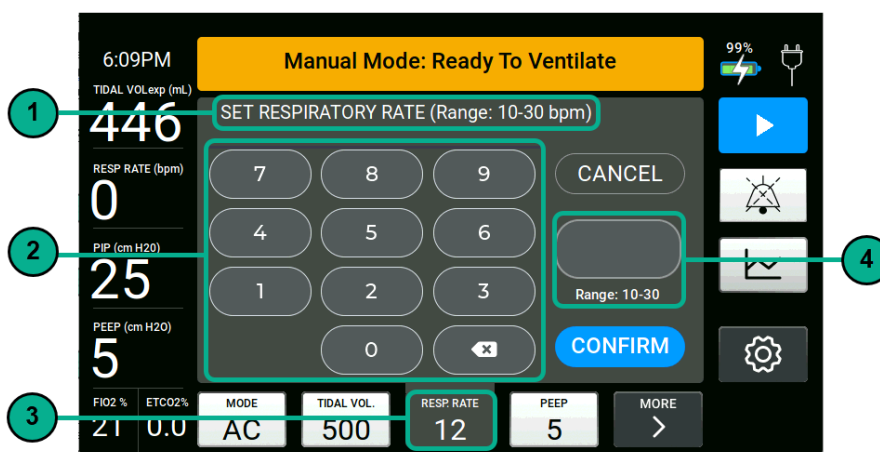 6:09PM
Manual Mode: Ready To Ventilate
99%
TIDAL VOLexp (mL)
446
1
SET RESPIRATORY RATE (Range: 10-30 bpm)
RESP RATE (bpm)
0
7
8
9
CANCEL
2
PIP (cm H20)
25
4
5
6
4
1
2
3
Range: 10-30
PEEP (cm H2O)
5
0
CONFIRM
3
FIO2 %
21
ETCO2%
0.0
MODE
AC
TIDAL VOL.
500
RESP. RATE
12
PEEP
5
MORE